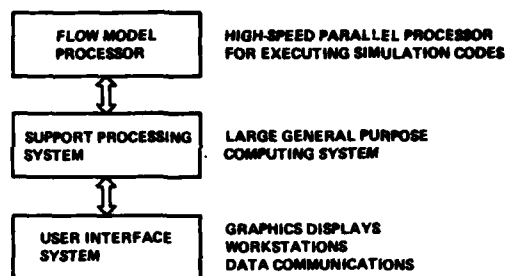 FLOW MODEL
PROCESSOR
HIGH-SPEED PARALLEL PROCESSOR
FOR EXECUTING SIMULATION CODES
SUPPORT PROCESSING
SYSTEM
LARGE GENERAL PURPOSE
COMPUTING SYSTEM
USER INTERFACE
SYSTEM
GRAPHICS DISPLAYS
WORKSTATIONS
DATA COMMUNICATIONS